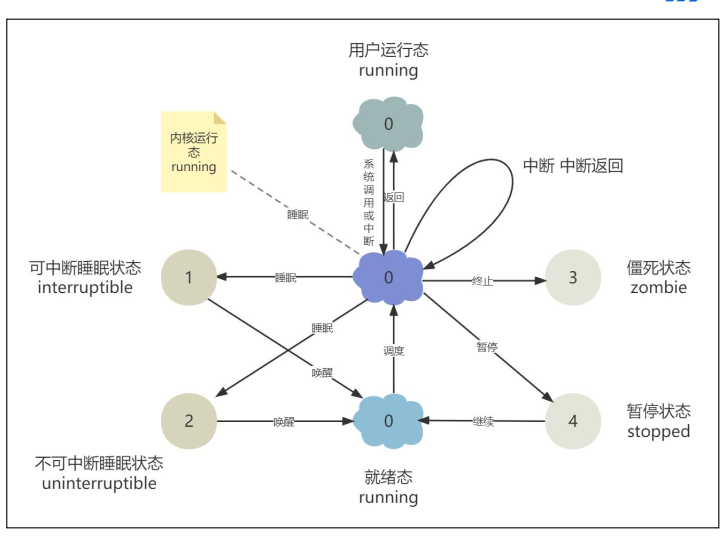 用户运行态
running
0
内核运行
态
running
系
统
调
用
或
中
断
返回
中断 中断返回
睡眠
可中断睡眠状态
interruptible
1
睡眠
0
终止
3
僵死状态
zombie
睡眠
唤醒
调度
暂停
2
唤醒
0
继续
4
暂停状态
stopped
不可中断睡眠状态
uninterruptible
就绪态
running